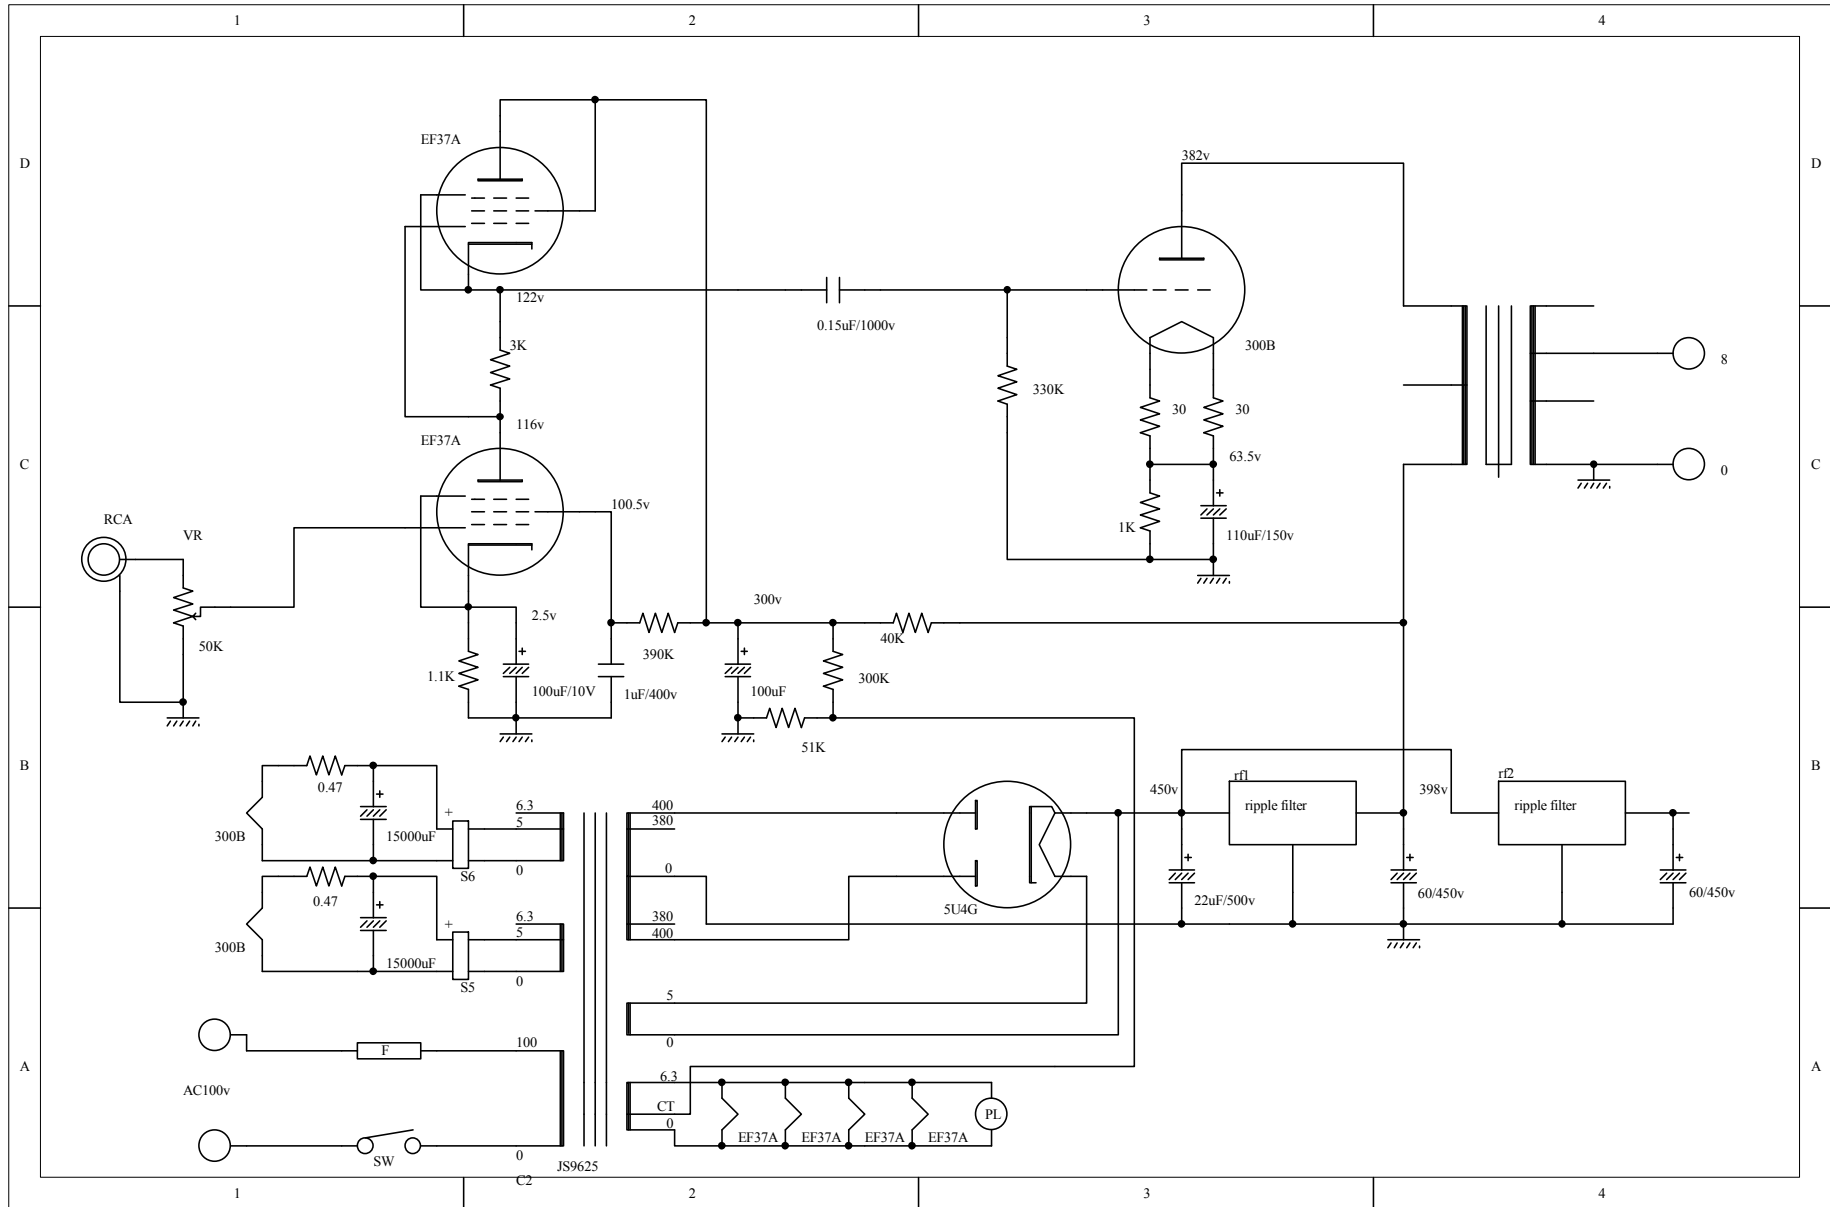 1 2 3 4
D D
EF37A
382v
122v
0.15uF/1000v
3K
300B
8
330K
30 30
116v
EF37A
63.5v
C C
0
100.5v
RCA
VR
1K
110uF/150v
300v
2.5v
50K
40K
390K
1.1K
300K
100uF/10V
1uF/400v
100uF
51K
B B
rf1
rf2
0.47
450v
398v
6.3
400
ripple filter
ripple filter
5
380
300B
15000uF
0
S6
0
0.47
22uF/500v
60/450v
60/450v
5U4G
6.3
380
5
400
300B
15000uF
0
S5
5
100
0
F
A A
6.3
AC100v
CT
PL
0
EF37A EF37A EF37A EF37A
SW
0
JS9625
C2
1 2 3 4